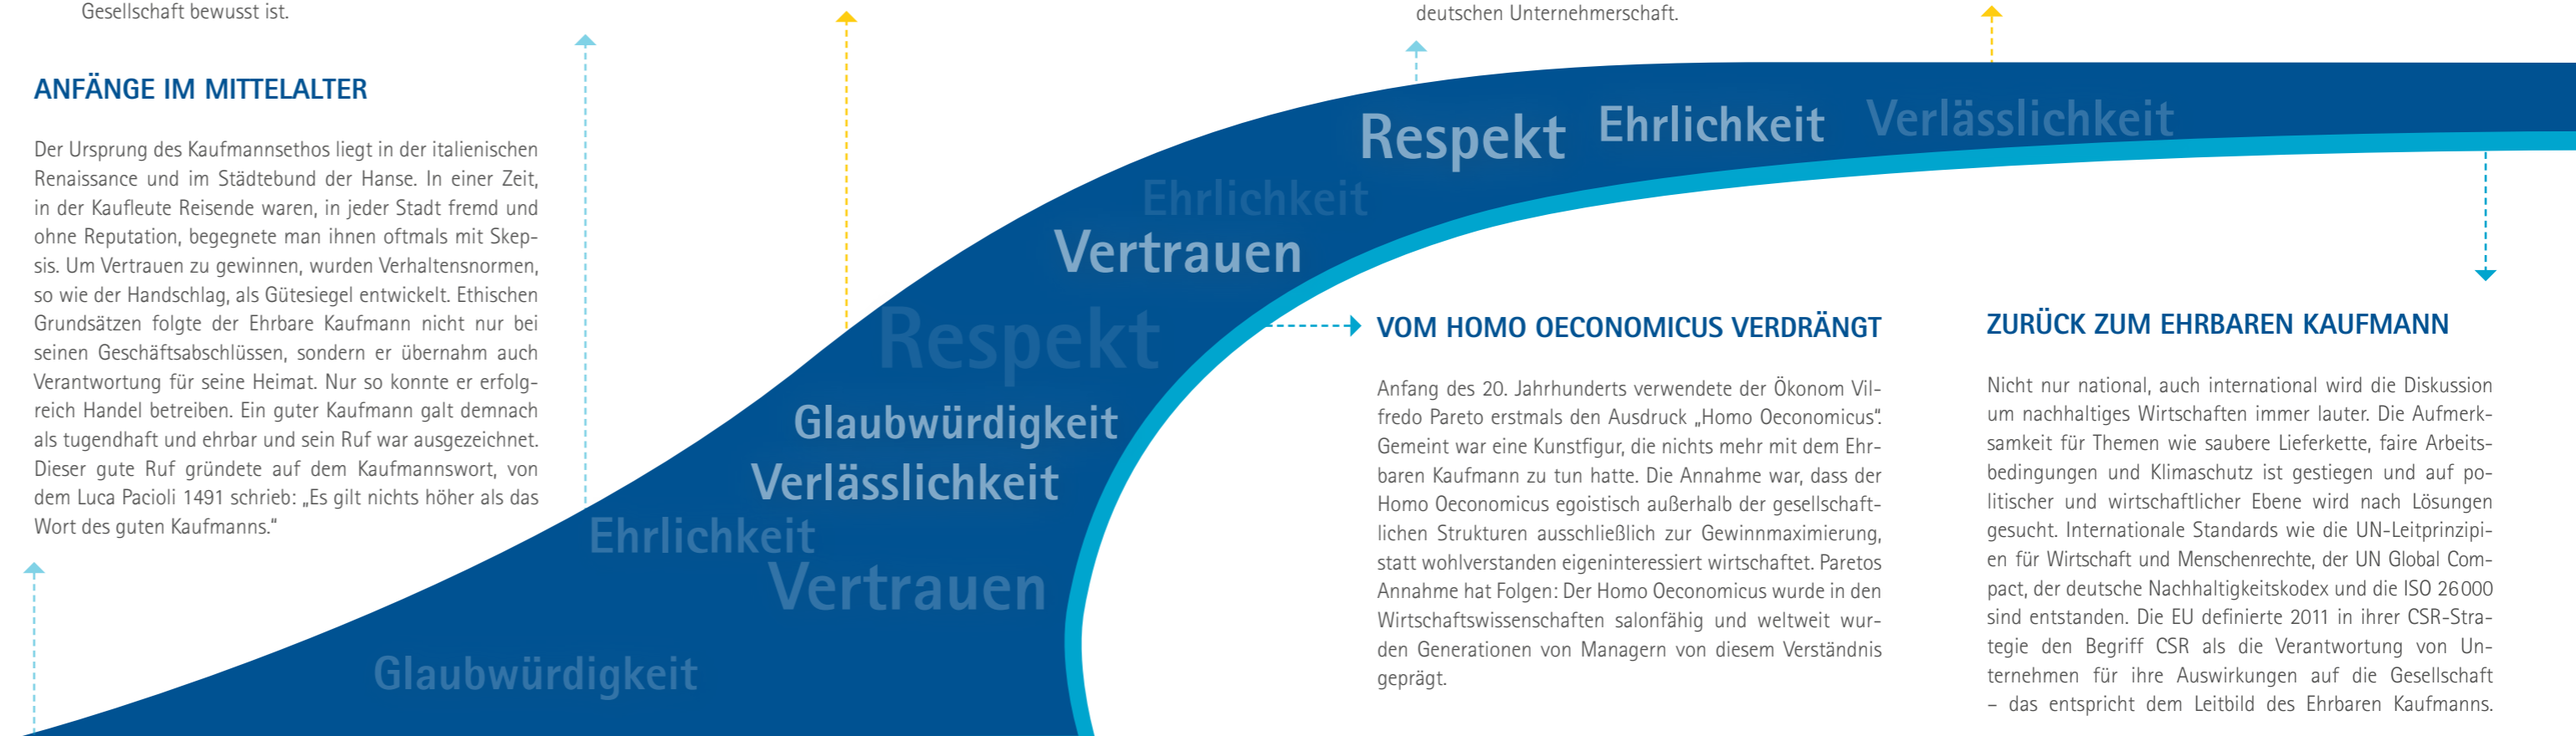 Gesellschaft bewusst ist.
deutschen Unternehmerschaft.
ANFÄNGE IM MITTELALTER
Der Ursprung des Kaufmannsethos liegt in der italienischen
Renaissance und im Städtebund der Hanse. In einer Zeit,
in der Kaufleute Reisende waren, in jeder Stadt fremd und
ohne Reputation, begegnete man ihnen oftmals mit Skep-
sis. Um Vertrauen zu gewinnen, wurden Verhaltensnormen,
so wie der Handschlag, als Gütesiegel entwickelt. Ethischen
Grundsätzen folgte der Ehrbare Kaufmann nicht nur bei
seinen Geschäftsabschlüssen, sondern er übernahm auch
Verantwortung für seine Heimat. Nur so konnte er erfolg-
reich Handel betreiben. Ein guter Kaufmann galt demnach
als tugendhaft und ehrbar und sein Ruf war ausgezeichnet.
Dieser gute Ruf gründete auf dem Kaufmannswort, von
dem Luca Pacioli 1491 schrieb: „Es gilt nichts höher als das
Wort des guten Kaufmanns.“
Respekt
Ehrlichkeit
Verlässlichkeit
Ehrlichkeit
Vertrauen
Respekt
Glaubwürdigkeit
Verlässlichkeit
Ehrlichkeit
Vertrauen
Glaubwürdigkeit
VOM HOMO OECONOMICUS VERDRÄNGT
Anfang des 20. Jahrhunderts verwendete der Ökonom Vil-
fredo Pareto erstmals den Ausdruck „Homo Oeconomicus“.
Gemeint war eine Kunstfigur, die nichts mehr mit dem Ehr-
baren Kaufmann zu tun hatte. Die Annahme war, dass der
Homo Oeconomicus egoistisch außerhalb der gesellschaft-
lichen Strukturen ausschließlich zur Gewinnmaximierung,
statt wohlverstanden eigeninteressiert wirtschaftet. Paretos
Annahme hat Folgen: Der Homo Oeconomicus wurde in den
Wirtschaftswissenschaften salonfähig und weltweit wur-
den Generationen von Managern von diesem Verständnis
geprägt.
ZURÜCK ZUM EHRBAREN KAUFMANN
Nicht nur national, auch international wird die Diskussion
um nachhaltiges Wirtschaften immer lauter. Die Aufmerk-
samkeit für Themen wie saubere Lieferkette, faire Arbeits-
bedingungen und Klimaschutz ist gestiegen und auf po-
litischer und wirtschaftlicher Ebene wird nach Lösungen
gesucht. Internationale Standards wie die UN-Leitprinzipi-
en für Wirtschaft und Menschenrechte, der UN Global Com-
pact, der deutsche Nachhaltigkeitskodex und die ISO 26000
sind entstanden. Die EU definierte 2011 in ihrer CSR-Stra-
tegie den Begriff CSR als die Verantwortung von Un-
ternehmen für ihre Auswirkungen auf die Gesellschaft
– das entspricht dem Leitbild des Ehrbaren Kaufmanns.